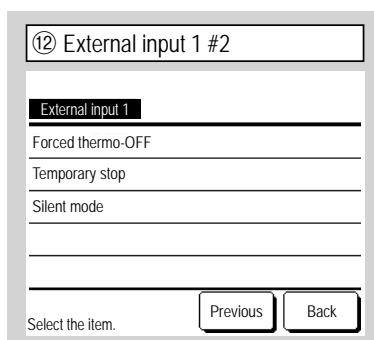 ⑫ External input 1 #2
External input 1
Forced thermo-OFF
Temporary stop
Silent mode
Select the item. Previous Back